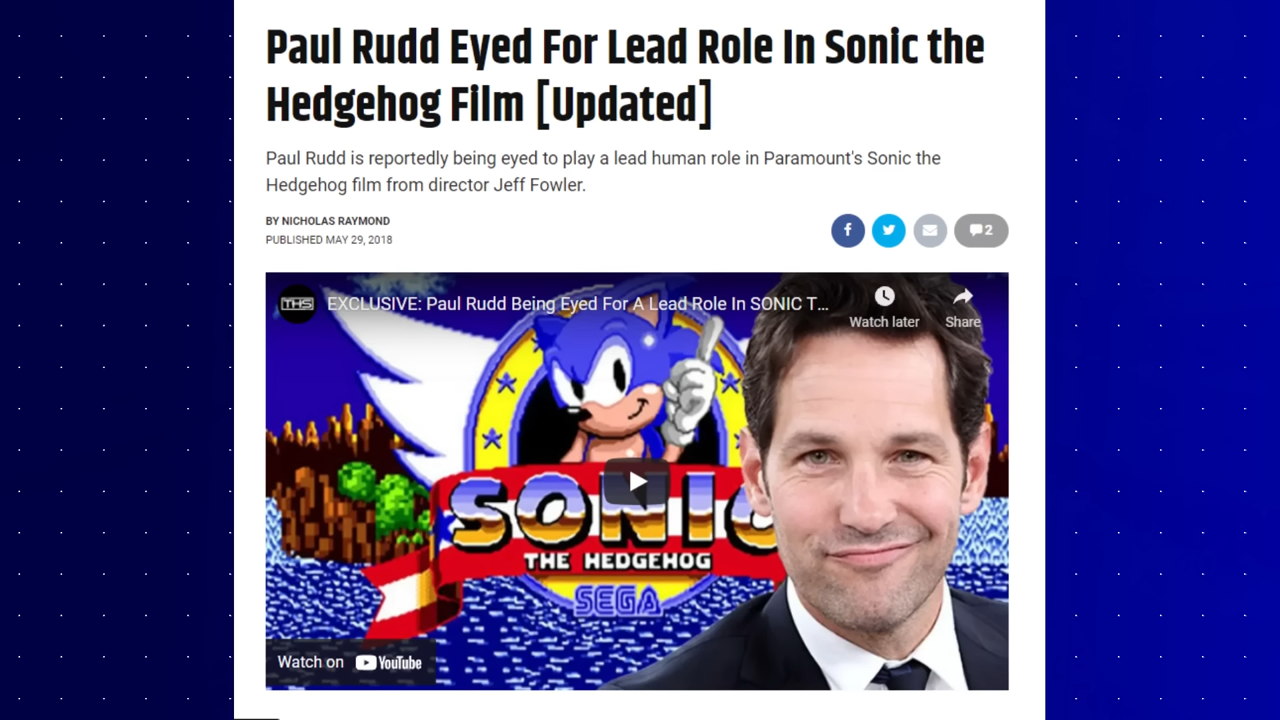 Paul Rudd Eyed For Lead Role In Sonic the
Hedgehog Film [Updated]
Paul Rudd is reportedly being eyed to play a lead human role in Paramount's Sonic the
Hedgehog film from director Jeff Fowler.
BY NICHOLAS RAYMOND
PUBLISHED MAY 29, 2018
2
THS
EXCLUSIVE: Paul Rudd Being Eyed For A Lead Role In SONIC T...
Watch later
Share
SONIC
THE HEDGEHOG
SEGA
Watch on YouTube